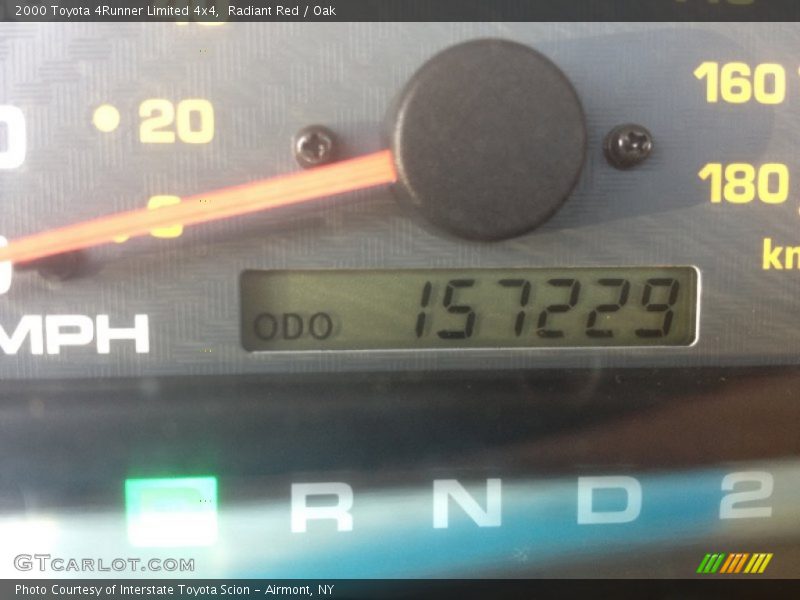 2000 Toyota 4Runner Limited 4x4,  Radiant Red / Oak
160
20
180
km
MPH
ODO 157229
R N D 2
GTCARLOT.COM
Photo Courtesy of Interstate Toyota Scion – Airmont, NY